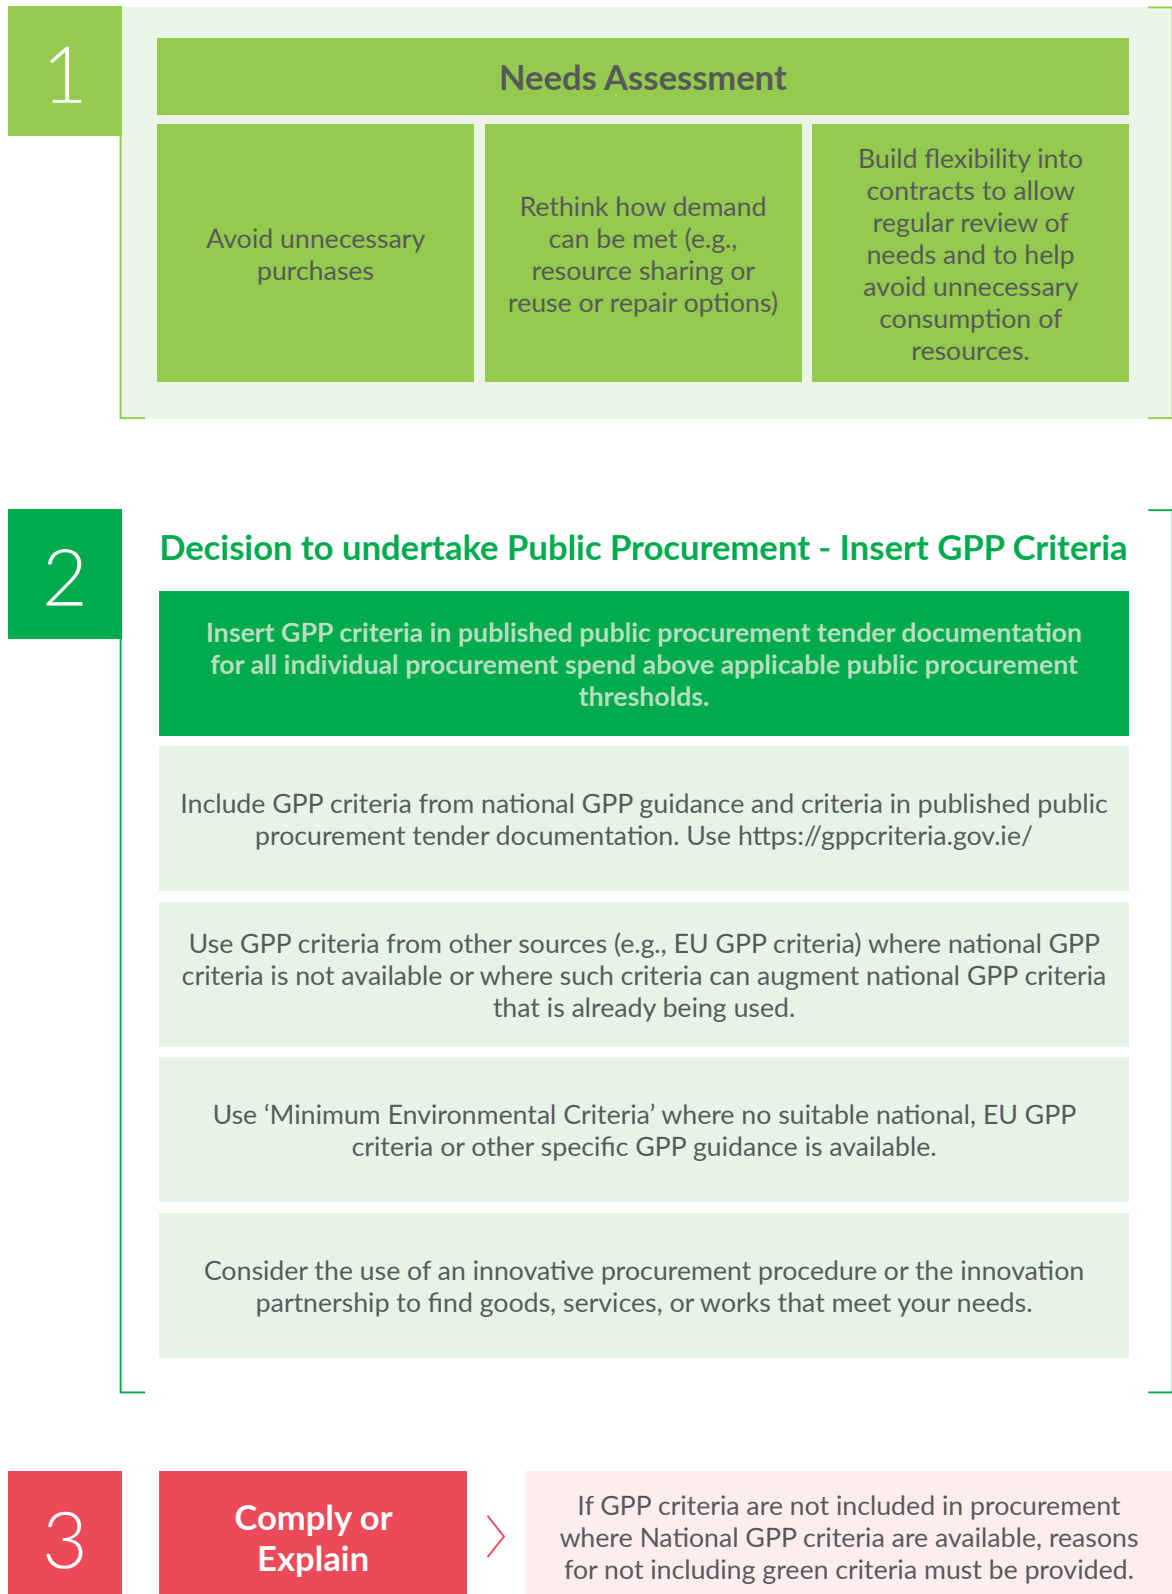 1
Needs Assessment
Avoid unnecessary
purchases
Rethink how demand
can be met (e.g.,
resource sharing or
reuse or repair options)
Build flexibility into
contracts to allow
regular review of
needs and to help
avoid unnecessary
consumption of
resources.
2
Decision to undertake Public Procurement - Insert GPP Criteria
Insert GPP criteria in published public procurement tender documentation
for all individual procurement spend above applicable public procurement
thresholds.
Include GPP criteria from national GPP guidance and criteria in published public
procurement tender documentation. Use https://gppcriteria.gov.ie/
Use GPP criteria from other sources (e.g., EU GPP criteria) where national GPP
criteria is not available or where such criteria can augment national GPP criteria
that is already being used.
Use ‘Minimum Environmental Criteria’ where no suitable national, EU GPP
criteria or other specific GPP guidance is available.
Consider the use of an innovative procurement procedure or the innovation
partnership to find goods, services, or works that meet your needs.
3
Comply or
Explain
If GPP criteria are not included in procurement
where National GPP criteria are available, reasons
for not including green criteria must be provided.